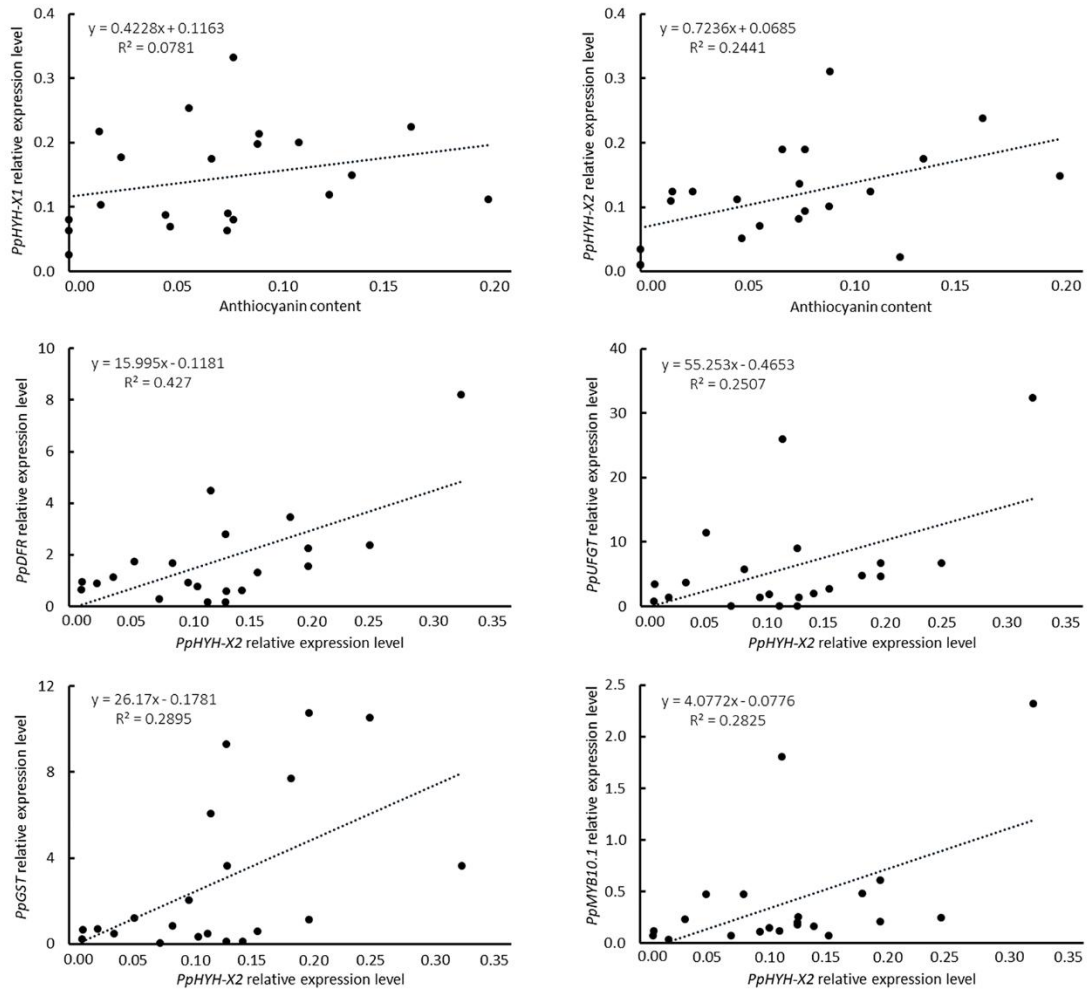 y = 0.4228x + 0.1163
R² = 0.0781
0.4
0.3
0.2
0.1
0.0
PpHYH-X1 relative expression level
0.00 0.05 0.10 0.15 0.20
Anthiocyanin content
y = 0.7236x + 0.0685
R² = 0.2441
0.4
0.3
0.2
0.1
0.0
PpHYH-X2 relative expression level
0.00 0.05 0.10 0.15 0.20
Anthiocyanin content
y = 15.995x - 0.1181
R² = 0.427
10
8
6
4
2
0
PpDFR relative expression level
0.00 0.05 0.10 0.15 0.20 0.25 0.30 0.35
PpHYH-X2 relative expression level
y = 55.253x - 0.4653
R² = 0.2507
40
30
20
10
0
PpUFGT relative expression level
0.00 0.05 0.10 0.15 0.20 0.25 0.30 0.35
PpHYH-X2 relative expression level
y = 26.17x - 0.1781
R² = 0.2895
12
8
4
0
PpGST relative expression level
0.00 0.05 0.10 0.15 0.20 0.25 0.30 0.35
PpHYH-X2 relative expression level
y = 4.0772x - 0.0776
R² = 0.2825
2.5
2.0
1.5
1.0
0.5
0.0
PpMYB10.1 relative expression level
0.00 0.05 0.10 0.15 0.20 0.25 0.30 0.35
PpHYH-X2 relative expression level